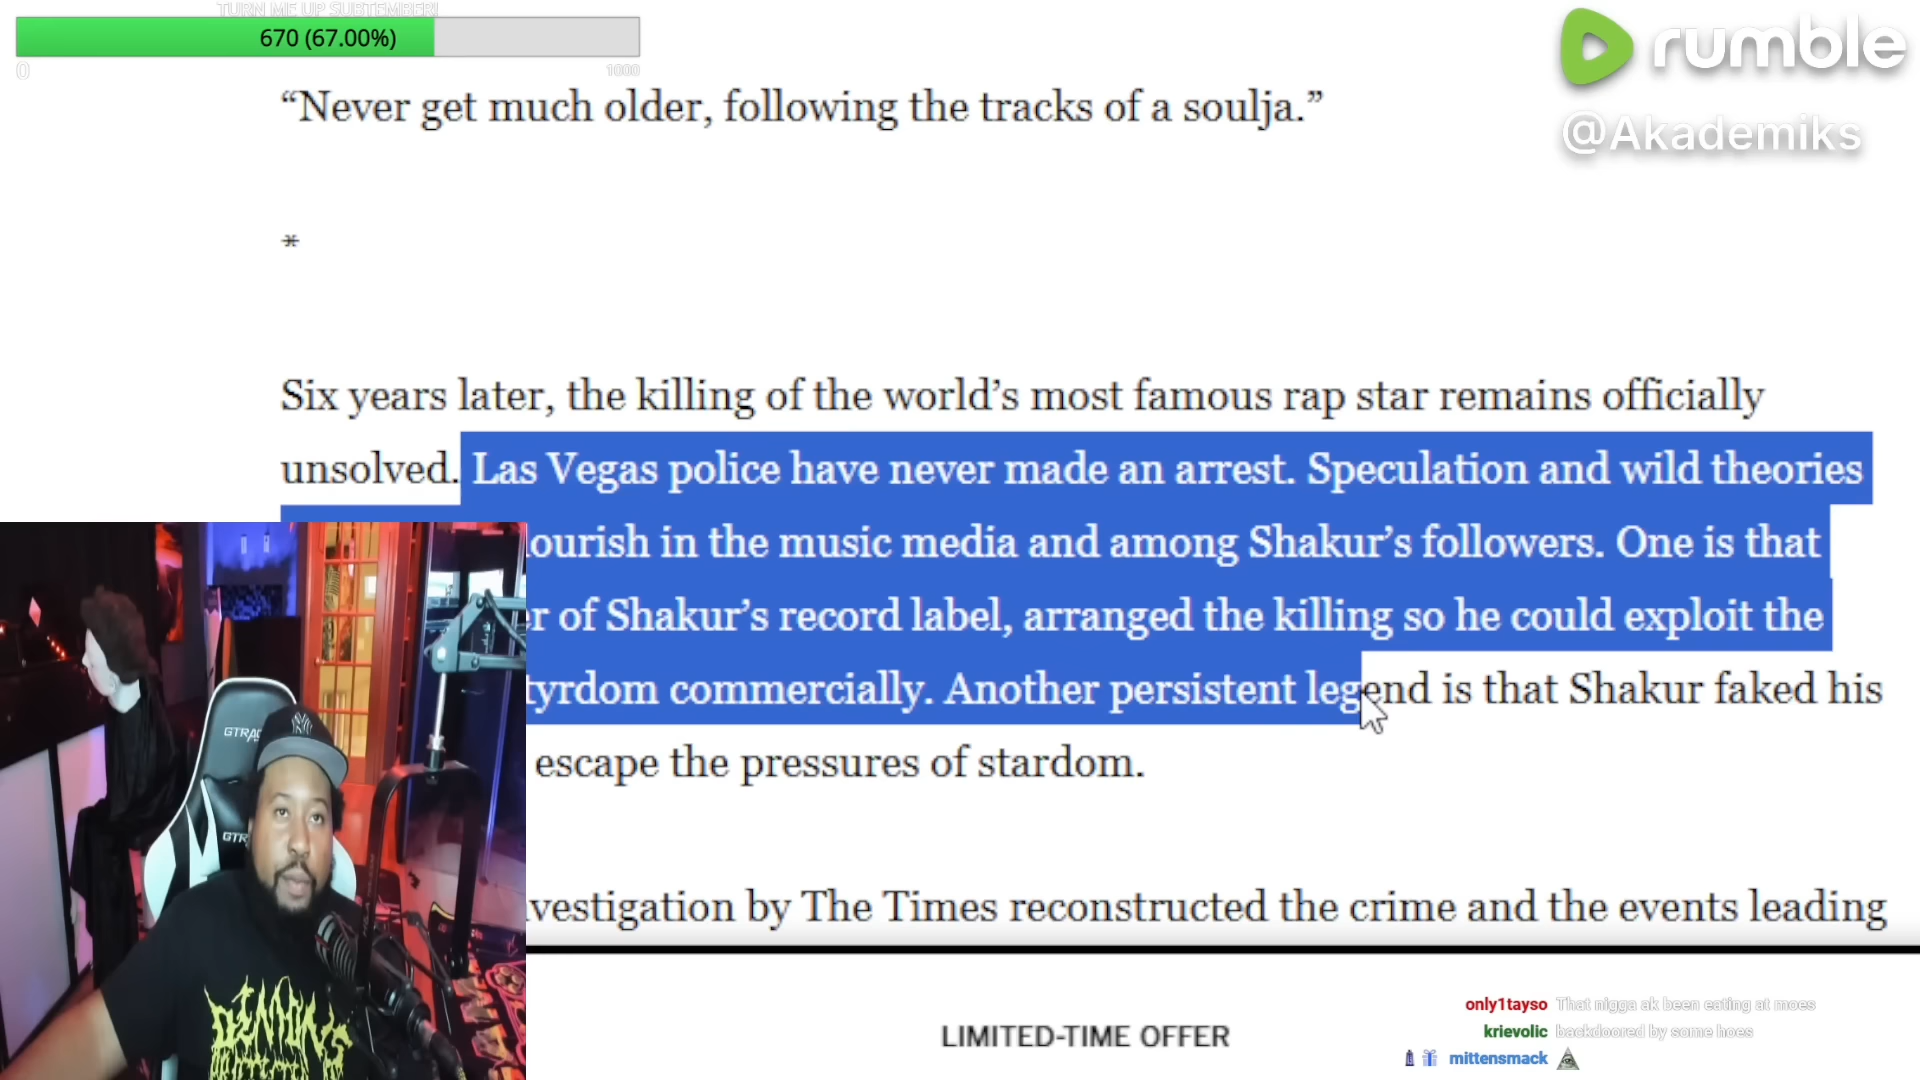 TURN ME UP SUBTEMBER!
670 (67.00%)
0
1000
rumble
@Akademiks
“Never get much older, following the tracks of a soulja.”
*
Six years later, the killing of the world’s most famous rap star remains officially
unsolved. Las Vegas police have never made an arrest. Speculation and wild theories
lourish in the music media and among Shakur’s followers. One is that
r of Shakur’s record label, arranged the killing so he could exploit the
tyrdom commercially. Another persistent legend is that Shakur faked his
escape the pressures of stardom.
vestigation by The Times reconstructed the crime and the events leading
GTRAC
GTR
LIMITED-TIME OFFER
only1tayso That nigga ak been eating at moes
krievolic backdoored by some hoes
mittensmack